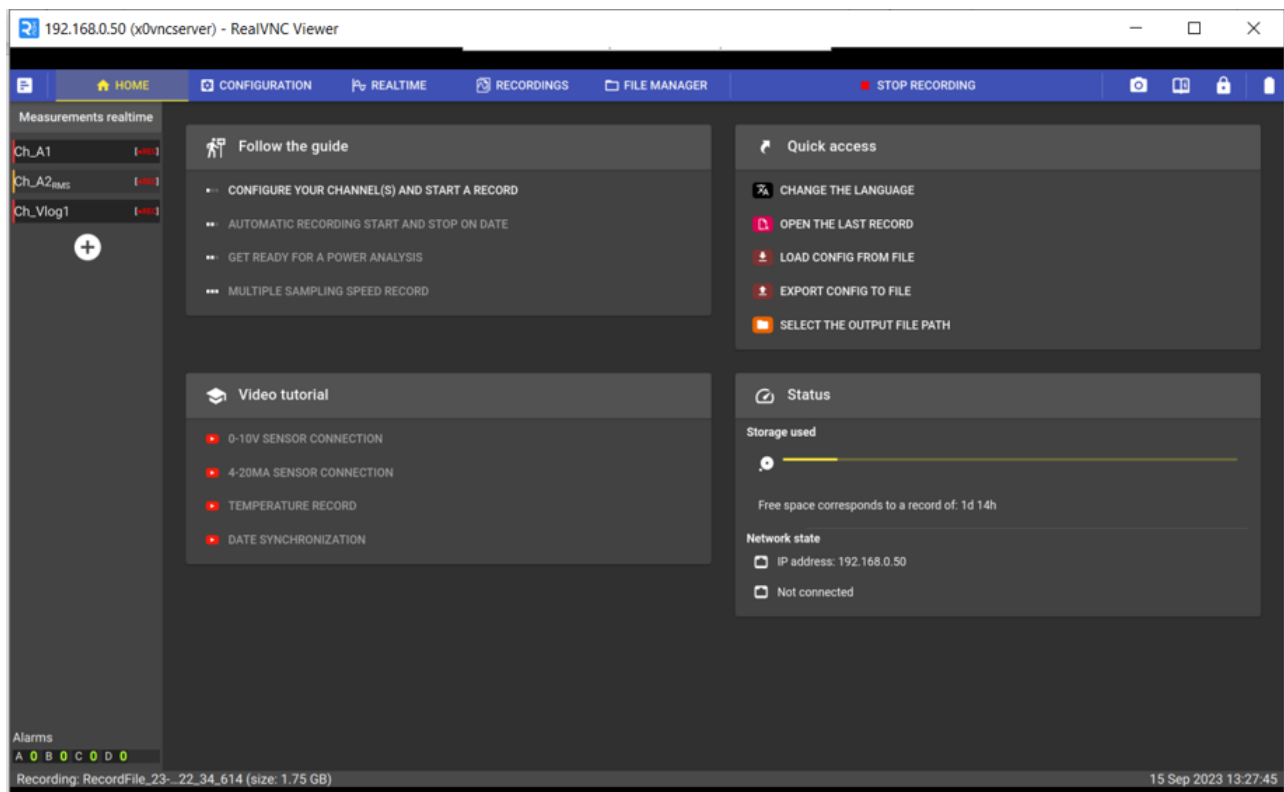 192.168.0.50 (x0vncserver) - RealVNC Viewer
HOME CONFIGURATION REALTIME RECORDINGS FILE MANAGER STOP RECORDING
Measurements realtime
Ch_A1
Ch_A2RMS
Ch_Vlog1
Follow the guide
CONFIGURE YOUR CHANNEL(S) AND START A RECORD
AUTOMATIC RECORDING START AND STOP ON DATE
GET READY FOR A POWER ANALYSIS
MULTIPLE SAMPLING SPEED RECORD
Quick access
CHANGE THE LANGUAGE
OPEN THE LAST RECORD
LOAD CONFIG FROM FILE
EXPORT CONFIG TO FILE
SELECT THE OUTPUT FILE PATH
Video tutorial
0-10V SENSOR CONNECTION
4-20MA SENSOR CONNECTION
TEMPERATURE RECORD
DATE SYNCHRONIZATION
Status
Storage used
Free space corresponds to a record of: 1d 14h
Network state
IP address: 192.168.0.50
Not connected
Alarms
A 0 B 0 C 0 D 0
Recording: RecordFile_23-...22_34_614 (size: 1.75 GB)
15 Sep 2023 13:27:45